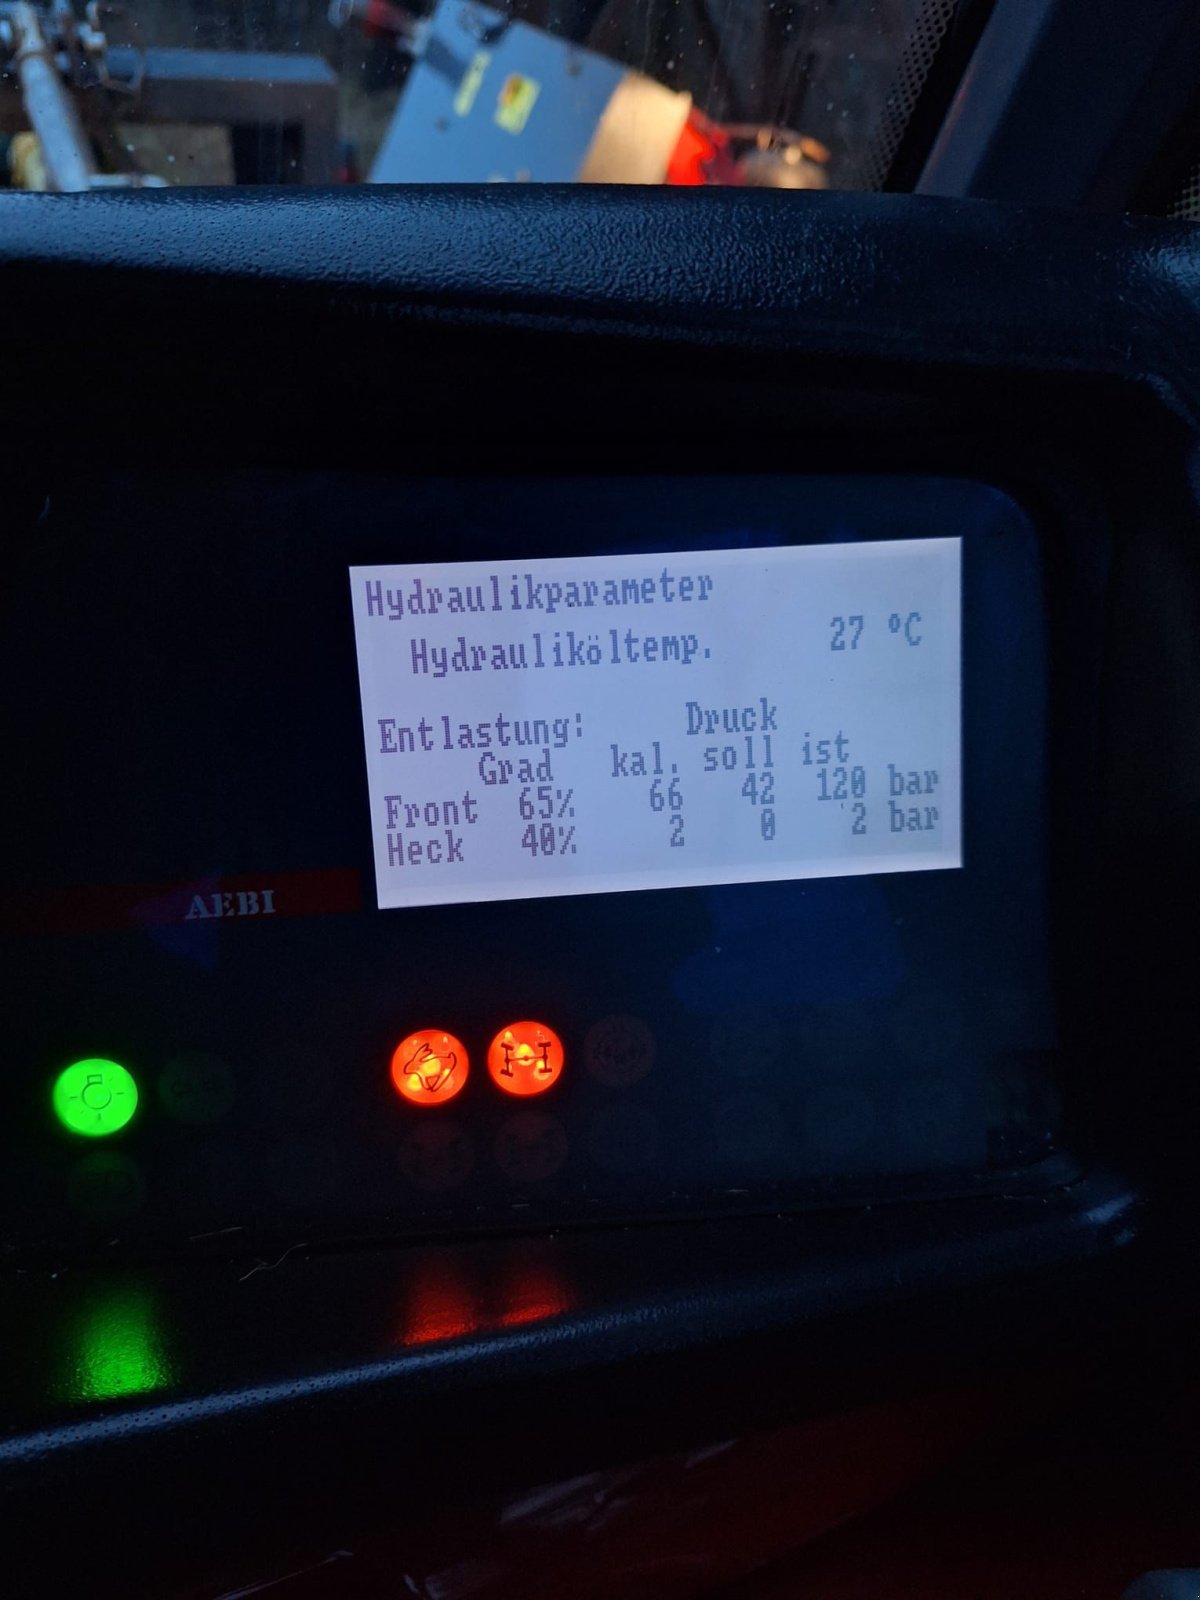 Hydraulikparameter
Hydrauliköltemp. 27 ºC
Entlastung: Druck
Grad kal. soll ist
Front 65% 66 42 120 bar
Heck 40% 2 0 2 bar
AEBI